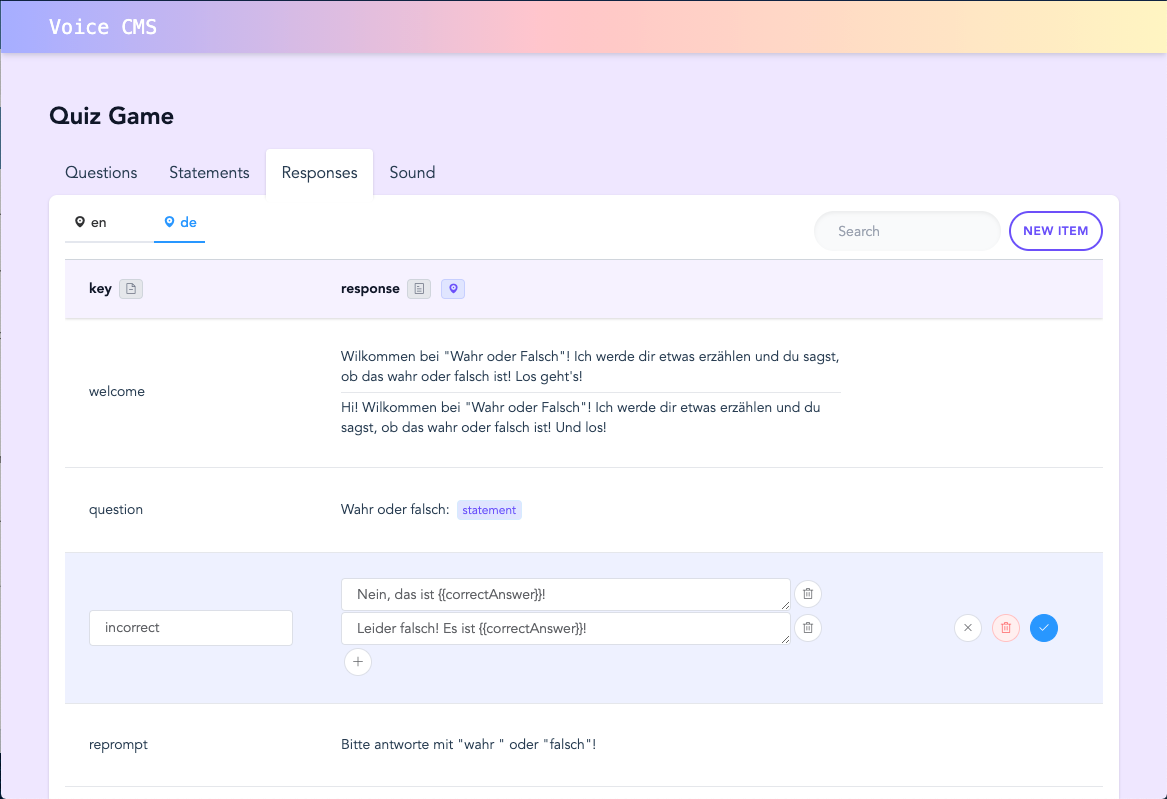 Voice CMS
Quiz Game
Questions Statements Responses Sound
en de Search NEW ITEM
key response
welcome
Wilkommen bei "Wahr oder Falsch"! Ich werde dir etwas erzählen und du sagst,
ob das wahr oder falsch ist! Los geht's!
Hi! Wilkommen bei "Wahr oder Falsch"! Ich werde dir etwas erzählen und du
sagst, ob das wahr oder falsch ist! Und los!
question Wahr oder falsch: statement
incorrect
Nein, das ist {{correctAnswer}}!
Leider falsch! Es ist {{correctAnswer}}!
reprompt Bitte antworte mit "wahr " oder "falsch"!